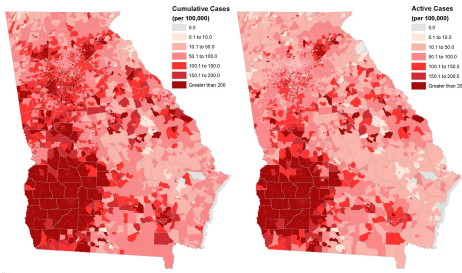 Cumulative Cases
(per 100,000)
0.0
0.1 to 10.0
10.1 to 50.0
50.1 to 100.0
100.1 to 150.0
150.1 to 200.0
Greater than 200
Active Cases
(per 100,000)
0.0
0.1 to 10.0
10.1 to 50.0
50.1 to 100.0
100.1 to 150.0
150.1 to 200.0
Greater than 20